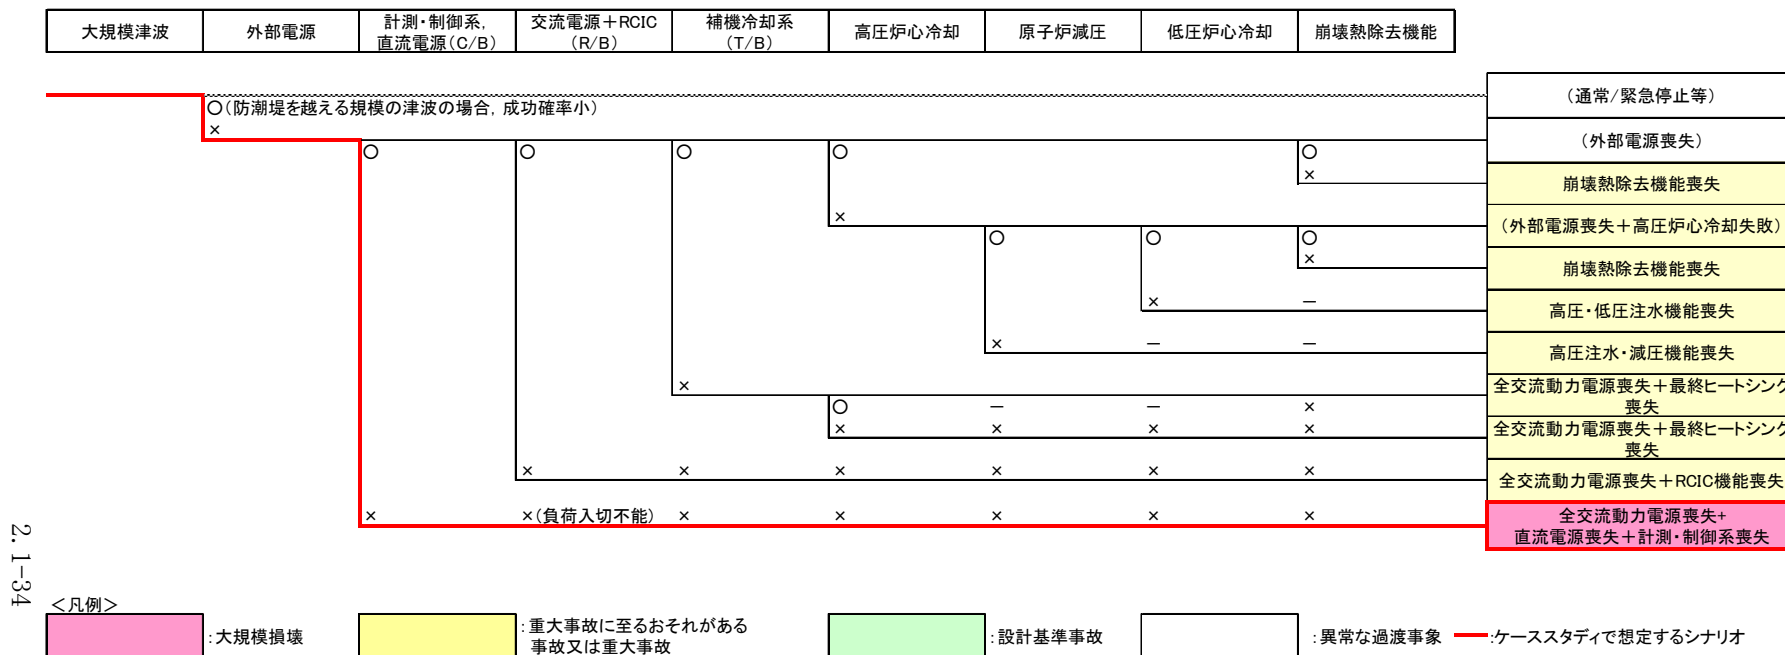 大規模津波
外部電源
計測・制御系,
直流電源(C/B)
交流電源＋RCIC
(R/B)
補機冷却系
(T/B)
高圧炉心冷却
原子炉減圧
低圧炉心冷却
崩壊熱除去機能
（通常/緊急停止等）
○(防潮堤を越える規模の津波の場合, 成功確率小)
×
（外部電源喪失）
○ ○ ○ ○ ○
×
崩壊熱除去機能喪失
×
（外部電源喪失＋高圧炉心冷却失敗）
○ ○ ○
×
崩壊熱除去機能喪失
× －
高圧・低圧注水機能喪失
× － －
高圧注水・減圧機能喪失
×
全交流動力電源喪失＋最終ヒートシンク
喪失
○ － － ×
× × × ×
全交流動力電源喪失＋最終ヒートシンク
喪失
× × × × × ×
全交流動力電源喪失＋RCIC機能喪失
× ×(負荷入切不能) × × × × ×
全交流動力電源喪失+
直流電源喪失＋計測・制御系喪失
2.1-34
＜凡例＞
:大規模損壊
:重大事故に至るおそれがある
事故又は重大事故
:設計基準事故
:異常な過渡事象
:ケーススタディで想定するシナリオ